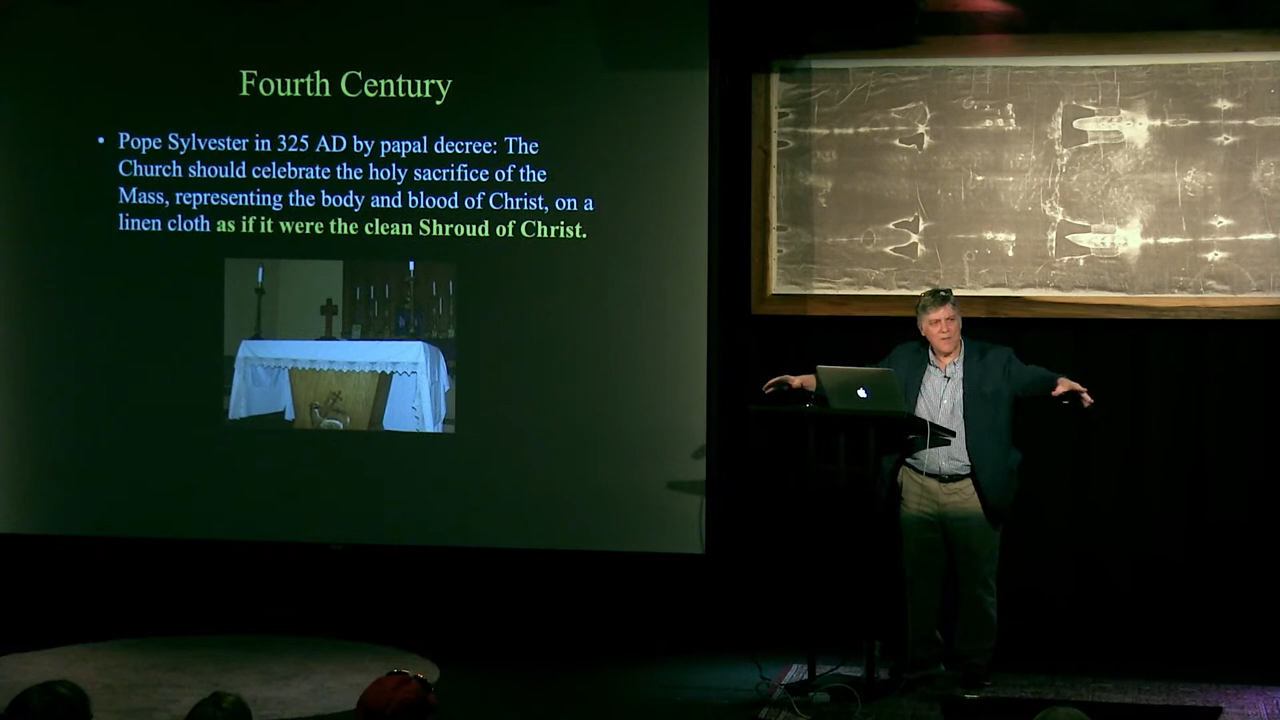 Fourth Century
• Pope Sylvester in 325 AD by papal decree: The
Church should celebrate the holy sacrifice of the
Mass, representing the body and blood of Christ, on a
linen cloth as if it were the clean Shroud of Christ.